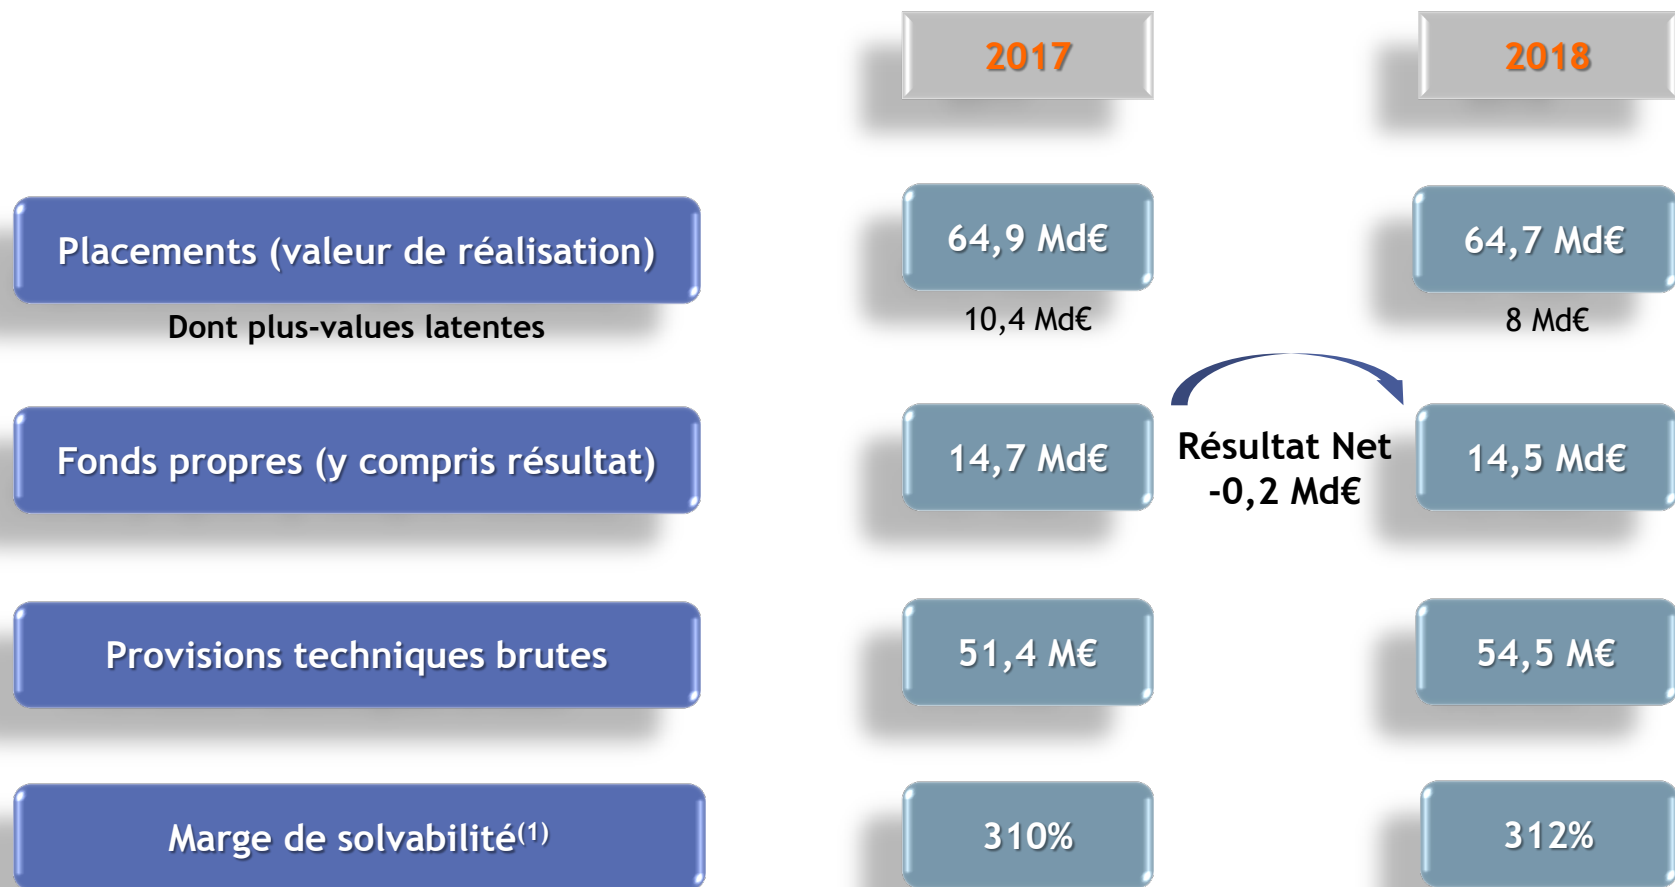 2017 2018
Placements (valeur de réalisation) 64,9 Md€ 64,7 Md€
Dont plus-values latentes 10,4 Md€ 8 Md€
Fonds propres (y compris résultat) 14,7 Md€ Résultat Net 14,5 Md€
-0,2 Md€
Provisions techniques brutes 51,4 M€ 54,5 M€
Marge de solvabilité(1) 310% 312%